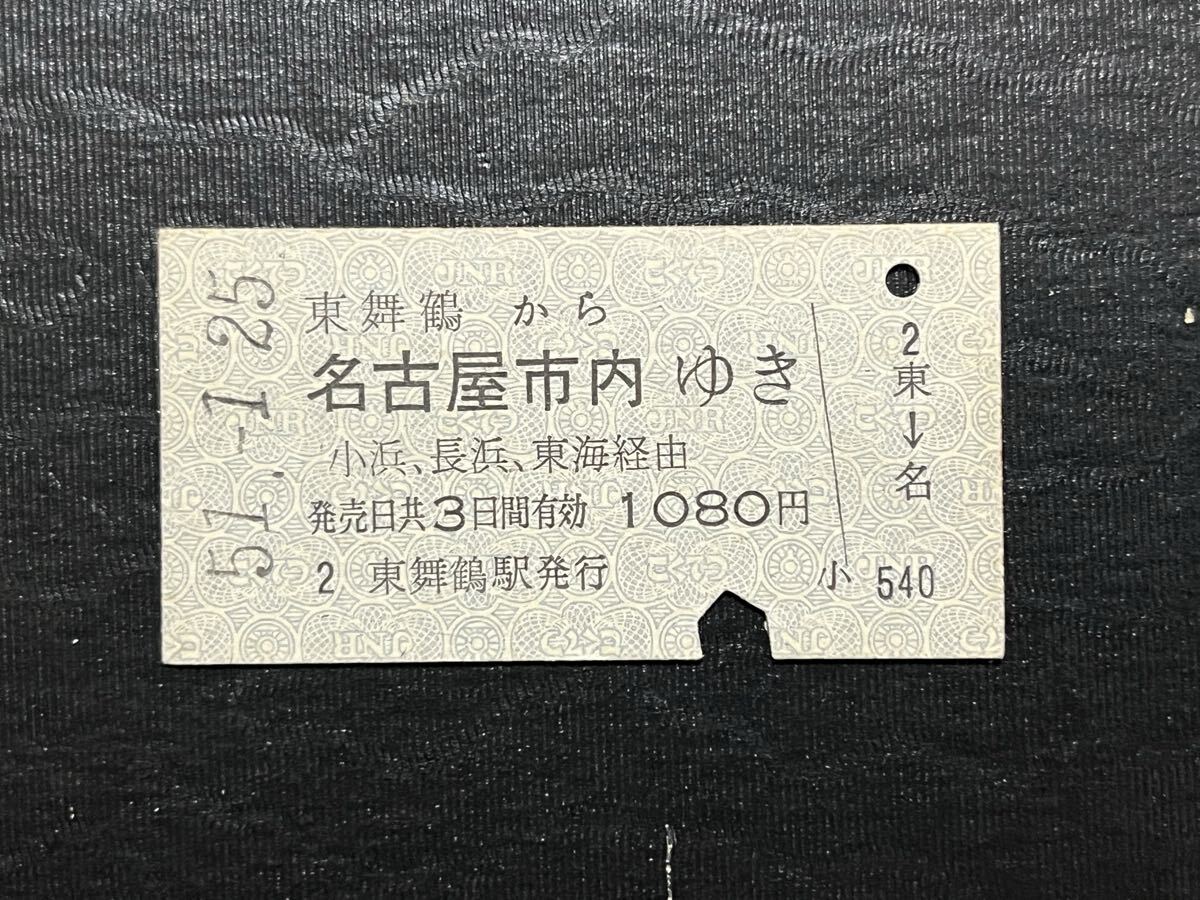 51.-1.25
東舞鶴 から
名古屋市内 ゆき
小浜、長浜、東海経由
発売日共3日間有効 1080円
2 東舞鶴駅発行
2
東
↓
名
小 540
JNR